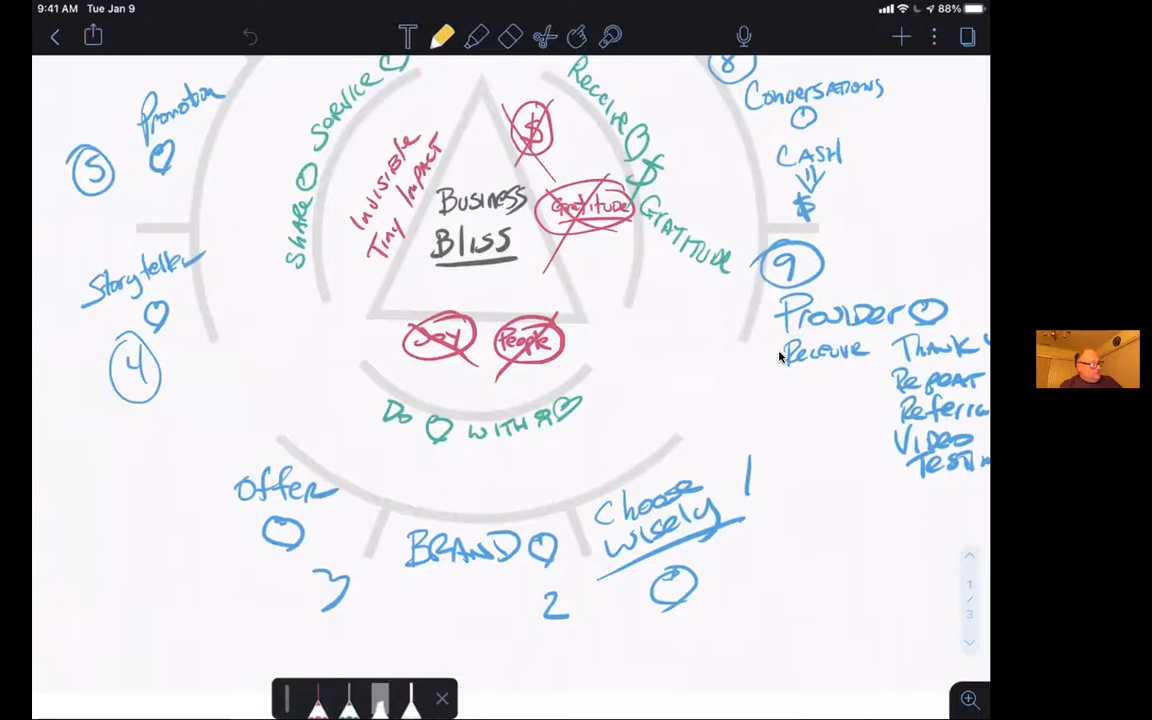 9:41 AM Tue Jan 9
88%
Promotion
5
Storyteller
4
SHARE SERVICE
RECEIVE $ GRATITUDE
INVISIBLE
Tiny IMPACT
$
Gratitude
BUSINESS
Bliss
Joy
People
DO WITH
8
CONVERSATIONS
CASH
$
9
PROVIDER
RECEIVE
THANK
REPEAT
VIDEO
Offer
3
BRAND
2
Choose
wisely
1
1
/
3